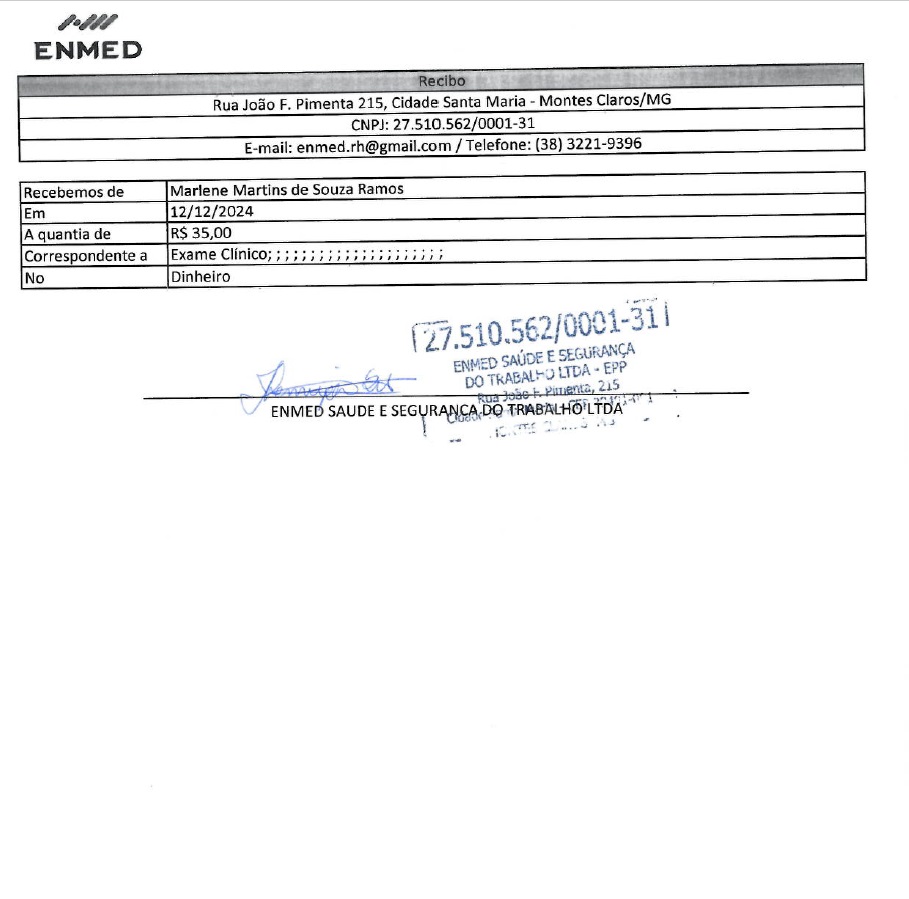 ENMED
Recibo
Rua João F. Pimenta 215, Cidade Santa Maria - Montes Claros/MG
CNPJ: 27.510.562/0001-31
E-mail: enmed.rh@gmail.com / Telefone: (38) 3221-9396
Recebemos de Marlene Martins de Souza Ramos
Em 12/12/2024
A quantia de R$ 35,00
Correspondente a Exame Clínico; ; ; ; ; ; ; ; ; ; ; ; ; ; ; ; ; ; ; ; ; ;
No Dinheiro
27.510.562/0001-31
ENMED SAÚDE E SEGURANÇA
DO TRABALHO LTDA - EPP
Rua João F. Pimenta, 215
ENMED SAUDE E SEGURANÇA DO TRABALHO LTDA